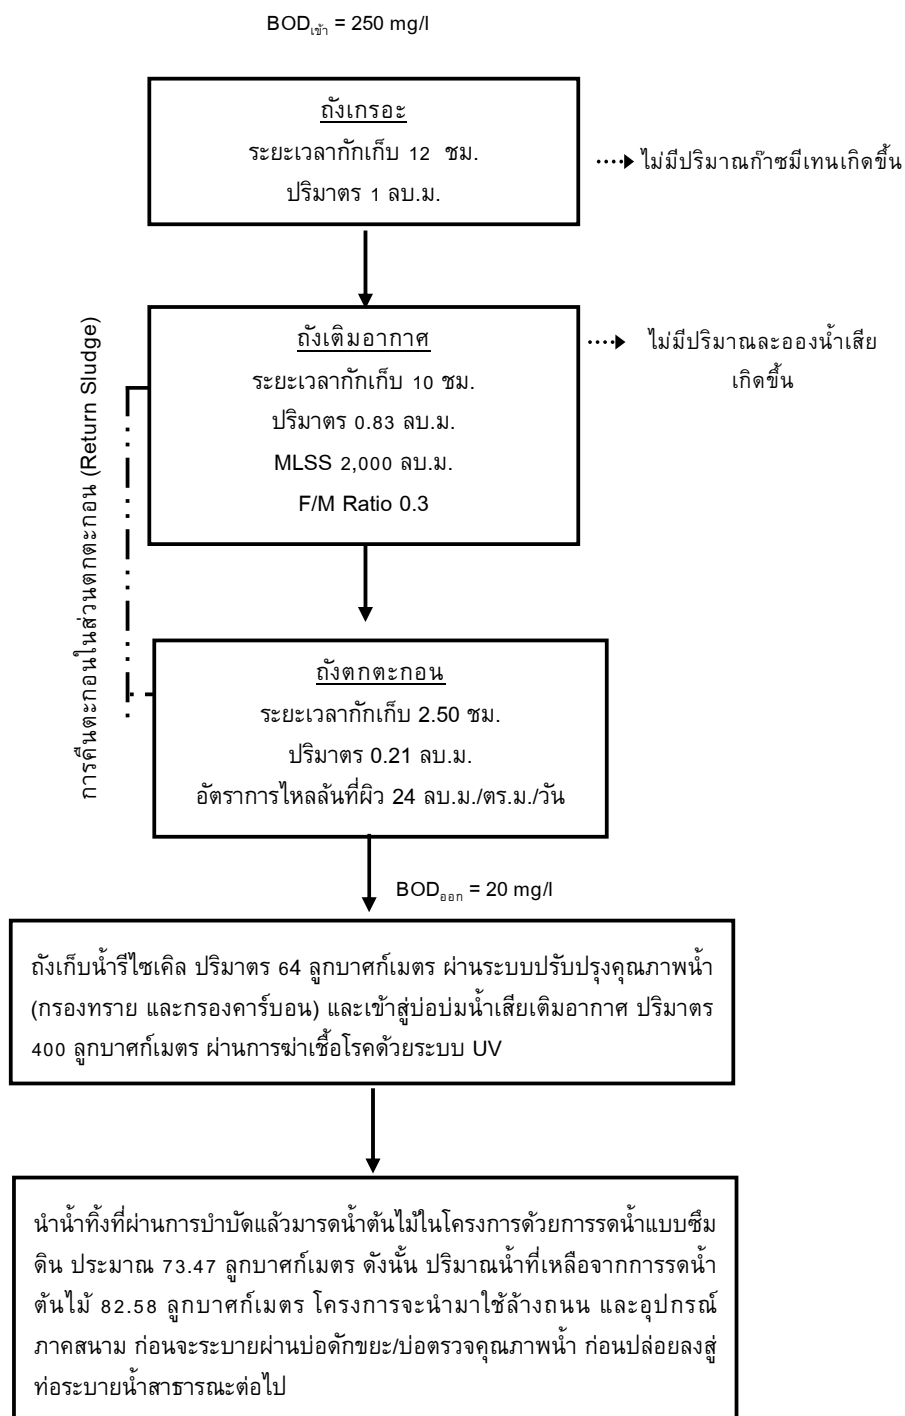 BODเข้า = 250 mg/l
ถังเกรอะ
ระยะเวลากักเก็บ 12 ชม.
ปริมาตร 1 ลบ.ม.
ไม่มีปริมาณก๊าซมีเทนเกิดขึ้น
ถังเติมอากาศ
ระยะเวลากักเก็บ 10 ชม.
ปริมาตร 0.83 ลบ.ม.
MLSS 2,000 ลบ.ม.
F/M Ratio 0.3
ไม่มีปริมาณละอองน้ำเสีย
เกิดขึ้น
การคืนตะกอนในส่วนตกตะกอน (Return Sludge)
ถังตกตะกอน
ระยะเวลากักเก็บ 2.50 ชม.
ปริมาตร 0.21 ลบ.ม.
อัตราการไหลล้นที่ผิว 24 ลบ.ม./ตร.ม./วัน
BODออก = 20 mg/l
ถังเก็บน้ำรีไซเคิล ปริมาตร 64 ลูกบาศก์เมตร ผ่านระบบปรับปรุงคุณภาพน้ำ
(กรองทราย และกรองคาร์บอน) และเข้าสู่บ่อบ่มน้ำเสียเติมอากาศ ปริมาตร
400 ลูกบาศก์เมตร ผ่านการฆ่าเชื้อโรคด้วยระบบ UV
นำน้ำทิ้งที่ผ่านการบำบัดแล้วมารดน้ำต้นไม้ในโครงการด้วยการรดน้ำแบบซึม
ดิน ประมาณ 73.47 ลูกบาศก์เมตร ดังนั้น ปริมาณน้ำที่เหลือจากการรดน้ำ
ต้นไม้ 82.58 ลูกบาศก์เมตร โครงการจะนำมาใช้ล้างถนน และอุปกรณ์
ภาคสนาม ก่อนจะระบายผ่านบ่อดักขยะ/บ่อตรวจคุณภาพน้ำ ก่อนปล่อยลงสู่
ท่อระบายน้ำสาธารณะต่อไป